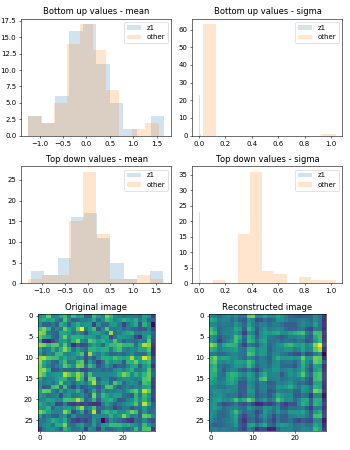 Bottom up values - mean
Bottom up values - sigma
17.5
15.0
12.5
10.0
7.5
5.0
2.5
0.0
z1
other
−1.0 −0.5 0.0 0.5 1.0 1.5
60
50
40
30
20
10
0
z1
other
0.0 0.2 0.4 0.6 0.8 1.0
Top down values - mean
Top down values - sigma
25
20
15
10
5
0
z1
other
−1.0 −0.5 0.0 0.5 1.0 1.5
35
30
25
20
15
10
5
0
z1
other
0.0 0.2 0.4 0.6 0.8 1.0
Original image
Reconstructed image
0
5
10
15
20
25
0 10 20
0
5
10
15
20
25
0 10 20